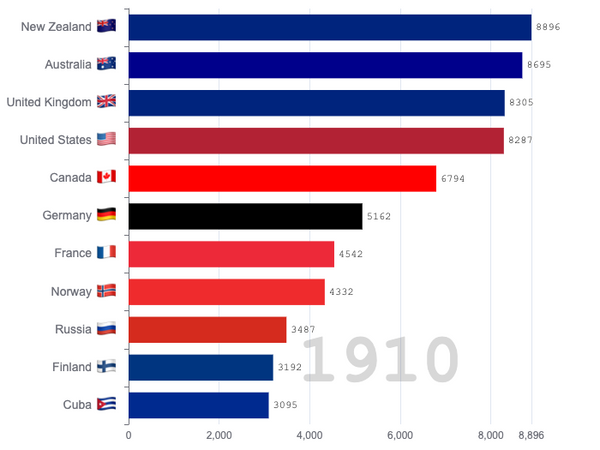 New Zealand 8896
Australia 8695
United Kingdom 8305
United States 8287
Canada 6794
Germany 5162
France 4542
Norway 4332
Russia 3487
Finland 3192
Cuba 3095
1910
0 2,000 4,000 6,000 8,000 8,896